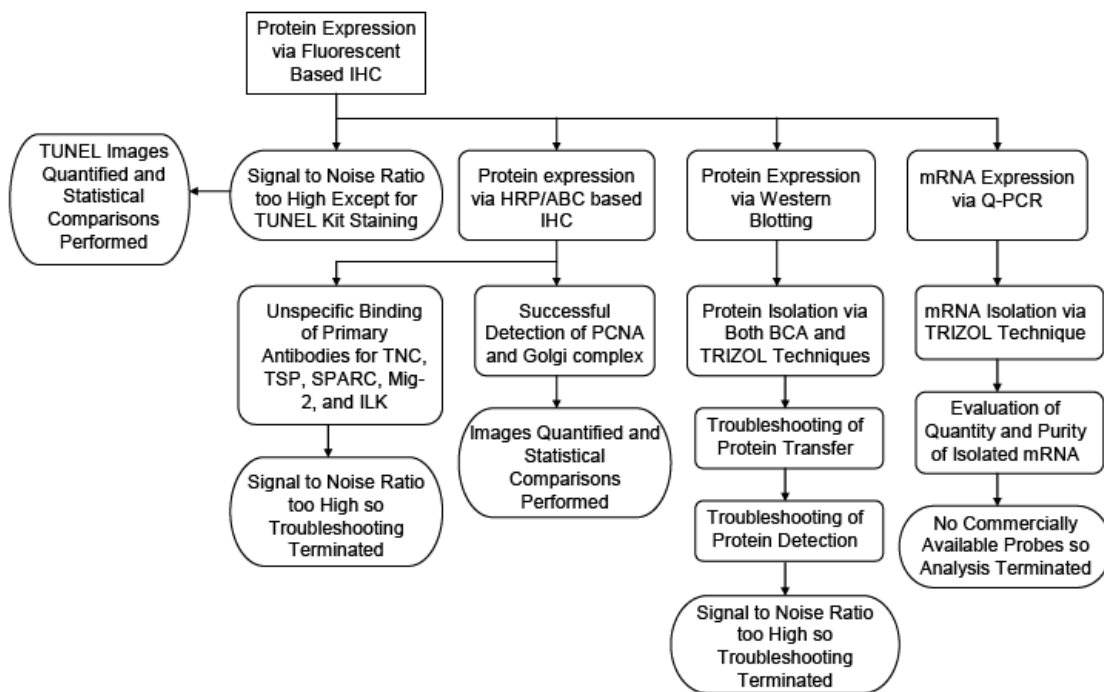 Protein Expression
via Fluorescent
Based IHC
TUNEL Images
Quantified and
Statistical
Comparisons
Performed
Signal to Noise Ratio
too High Except for
TUNEL Kit Staining
Protein expression
via HRP/ABC based
IHC
Protein Expression
via Western
Blotting
mRNA Expression
via Q-PCR
Unspecific Binding
of Primary
Antibodies for TNC,
TSP, SPARC, Mig-
2, and ILK
Successful
Detection of PCNA
and Golgi complex
Protein Isolation via
Both BCA and
TRIZOL Techniques
mRNA Isolation via
TRIZOL Technique
Signal to Noise Ratio
too High so
Troubleshooting
Terminated
Images Quantified and
Statistical
Comparisons
Performed
Troubleshooting of
Protein Transfer
Evaluation of
Quantity and Purity
of Isolated mRNA
Troubleshooting of
Protein Detection
No Commercially
Available Probes so
Analysis Terminated
Signal to Noise Ratio
too High so
Troubleshooting
Terminated